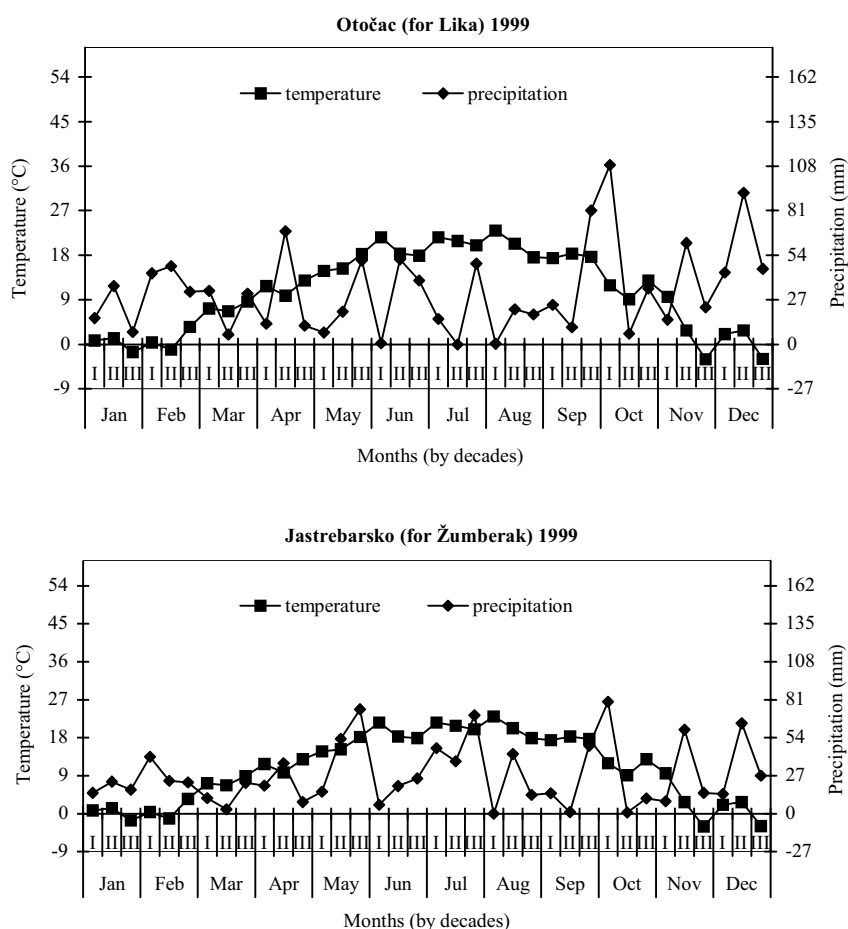 Otočac (for Lika) 1999
temperature precipitation
Temperature (°C)
54
45
36
27
18
9
0
-9
Precipitation (mm)
162
135
108
81
54
27
0
-27
I II III I II III I II III I II III I II III I II III I II III I II III I II III I II III I II III I II III
Jan Feb Mar Apr May Jun Jul Aug Sep Oct Nov Dec
Months (by decades)
Jastrebarsko (for Žumberak) 1999
temperature precipitation
Temperature (°C)
54
45
36
27
18
9
0
-9
Precipitation (mm)
162
135
108
81
54
27
0
-27
I II III I II III I II III I II III I II III I II III I II III I II III I II III I II III I II III I II III
Jan Feb Mar Apr May Jun Jul Aug Sep Oct Nov Dec
Months (by decades)